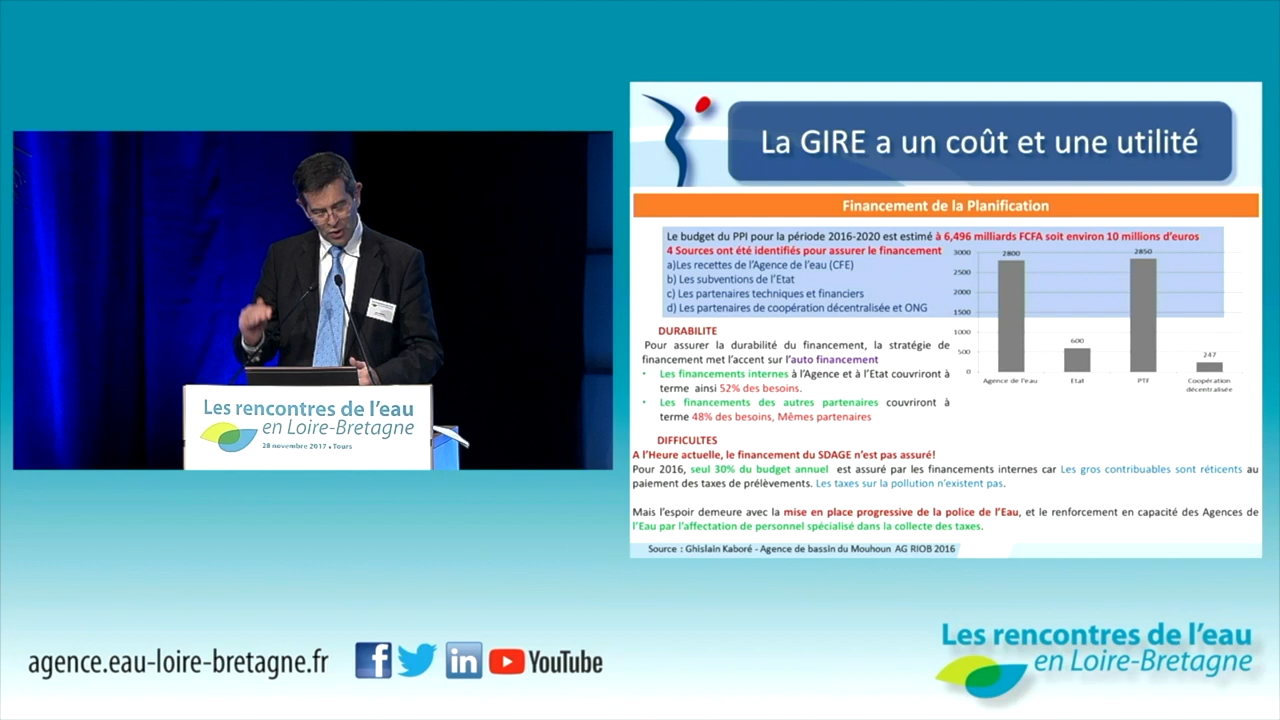 La GIRE a un coût et une utilité
Financement de la Planification
Le budget du PPI pour la période 2016-2020 est estimé à 6,496 milliards FCFA soit environ 10 millions d'euros
4 Sources ont été identifiés pour assurer le financement
a)Les recettes de l'Agence de l'eau (CFE)
b) Les subventions de l'Etat
c) Les partenaires techniques et financiers
d) Les partenaires de coopération décentralisée et ONG
3000
2500
2000
1500
1000
500
0
2800
600
2850
247
Agence de l'eau
Etat
PTF
Coopération
décentralisée
DURABILITE
Pour assurer la durabilité du financement, la stratégie de
financement met l'accent sur l'auto financement
• Les financements internes à l'Agence et à l'Etat couvriront à
terme ainsi 52% des besoins.
• Les financements des autres partenaires couvriront à
terme 48% des besoins, Mêmes partenaires
DIFFICULTES
A l'Heure actuelle, le financement du SDAGE n'est pas assuré!
Pour 2016, seul 30% du budget annuel est assuré par les financements internes car Les gros contribuables sont réticents au
paiement des taxes de prélèvements. Les taxes sur la pollution n'existent pas.
Mais l'espoir demeure avec la mise en place progressive de la police de l'Eau, et le renforcement en capacité des Agences de
l'Eau par l'affectation de personnel spécialisé dans la collecte des taxes.
Source : Ghislain Kaboré - Agence de bassin du Mouhoun AG RIOB 2016
Les rencontres de l'eau
en Loire-Bretagne
28 novembre 2017 • Tours
agence.eau-loire-bretagne.fr
f
in
YouTube
Les rencontres de l'eau
en Loire-Bretagne